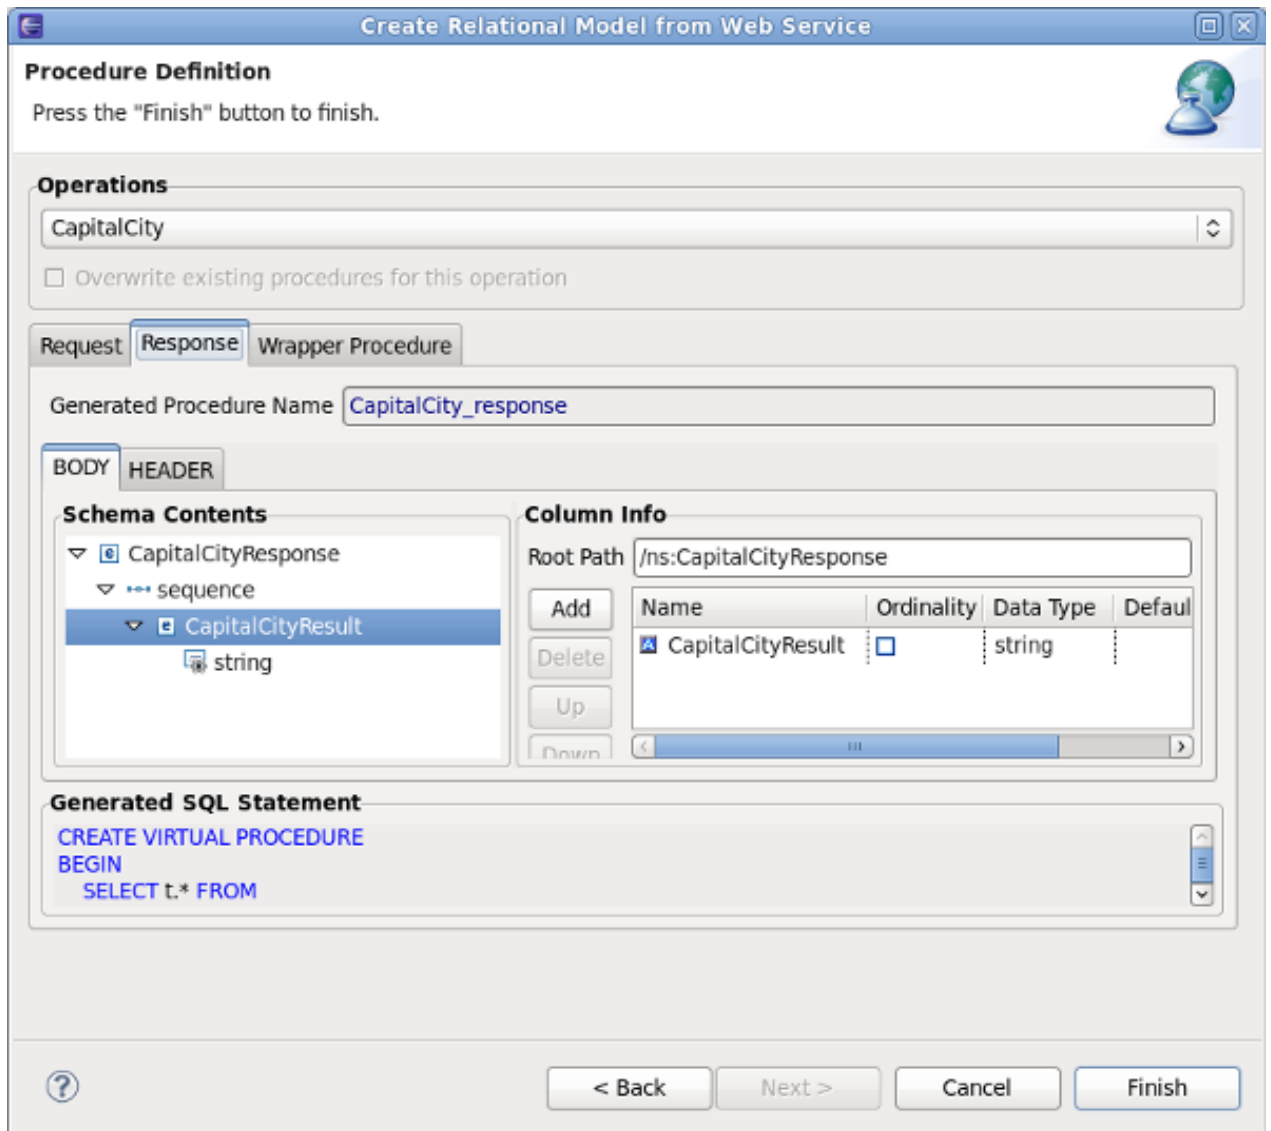 Create Relational Model from Web Service
Procedure Definition
Press the "Finish" button to finish.
Operations
CapitalCity
Overwrite existing procedures for this operation
Request Response Wrapper Procedure
Generated Procedure Name CapitalCity_response
BODY HEADER
Schema Contents
CapitalCityResponse
sequence
CapitalCityResult
string
Column Info
Root Path /ns:CapitalCityResponse
Add
Delete
Up
Down
Name Ordinality Data Type Defaul
CapitalCityResult string
Generated SQL Statement
CREATE VIRTUAL PROCEDURE
BEGIN
SELECT t.* FROM
? < Back Next > Cancel Finish